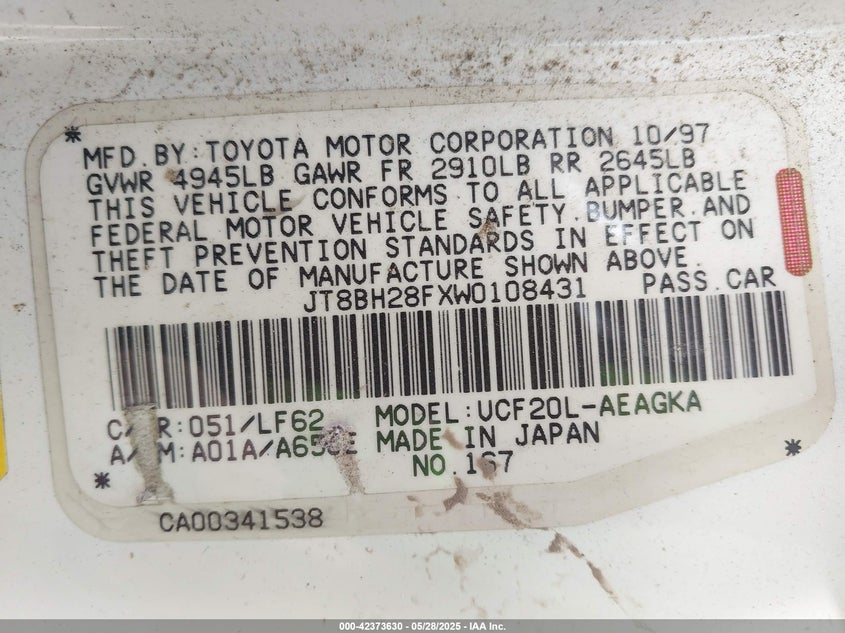 MFD.BY:TOYOTA MOTOR CORPORATION 10/97
GVWR 4945LB GAWR FR 2910LB RR 2645LB
THIS VEHICLE CONFORMS TO ALL APPLICABLE
FEDERAL MOTOR VEHICLE SAFETY.BUMPER.AND
THEFT PREVENTION STANDARDS IN EFFECT ON
THE DATE OF MANUFACTURE SHOWN ABOVE.
JT8BH28FXW0108431 PASS.CAR
:051/LF62 MODEL:UCF20L-AEAGKA
:A01A/ MADE IN JAPAN
NO.
CA00341538
000-42373630 - 05/28/2025 - IAA Inc.